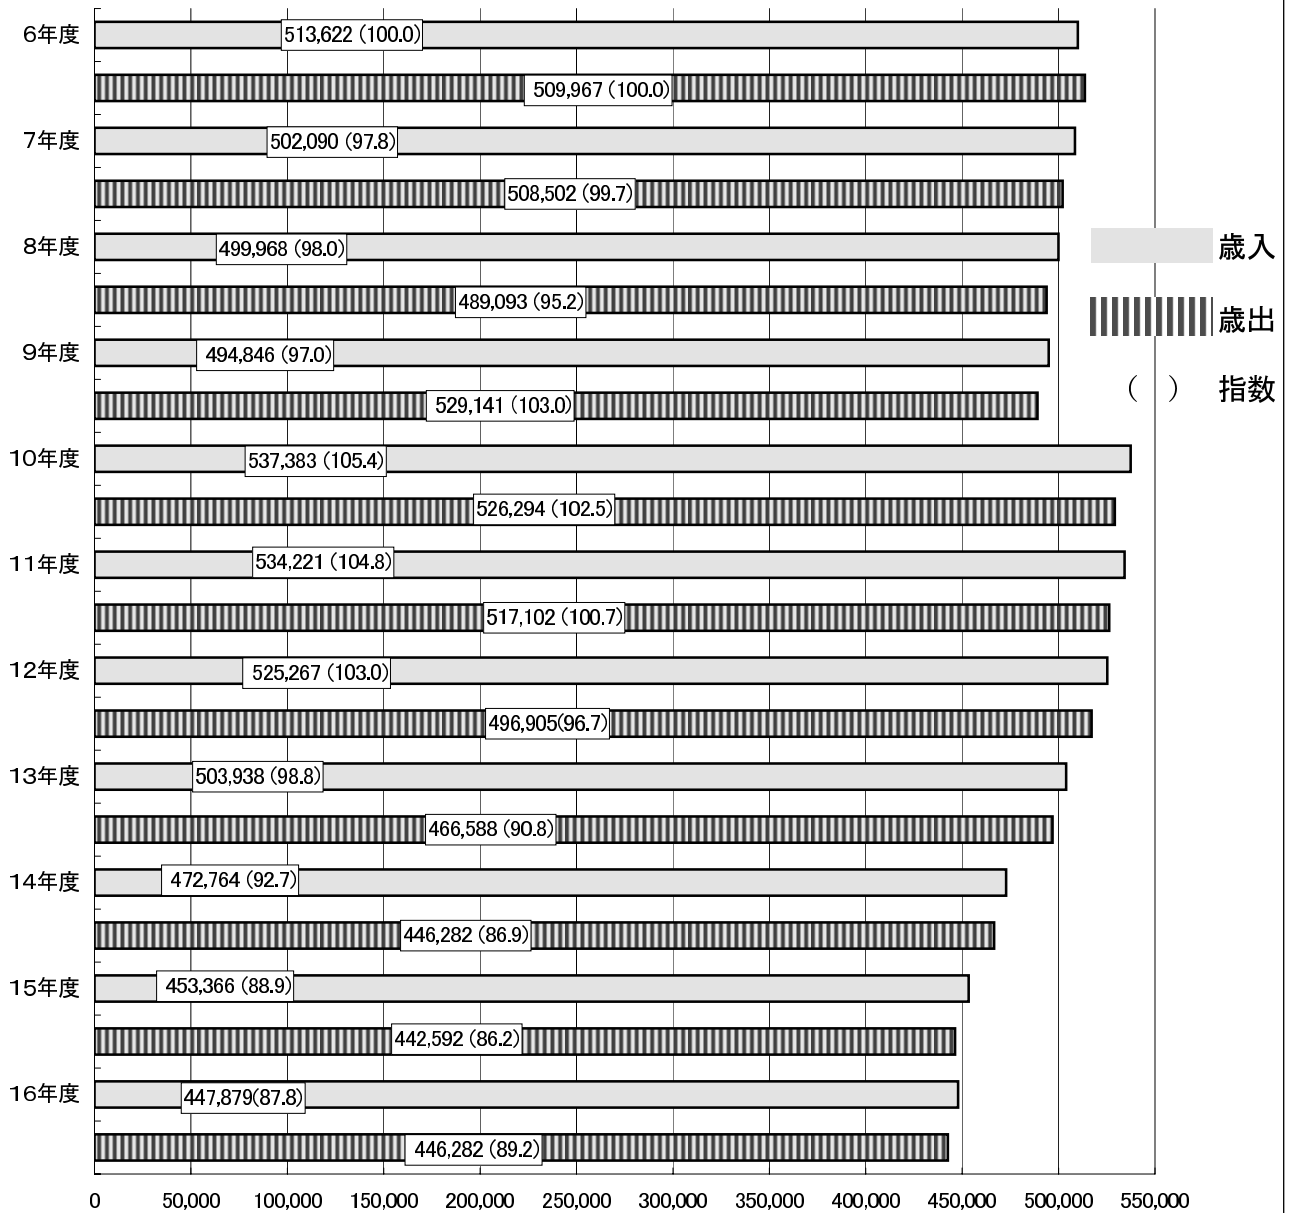 6年度
513,622 (100.0)
509,967 (100.0)
7年度
502,090 (97.8)
508,502 (99.7)
8年度
499,968 (98.0)
歳入
489,093 (95.2)
歳出
9年度
494,846 (97.0)
529,141 (103.0)
( ) 指数
10年度
537,383 (105.4)
526,294 (102.5)
11年度
534,221 (104.8)
517,102 (100.7)
12年度
525,267 (103.0)
496,905(96.7)
13年度
503,938 (98.8)
466,588 (90.8)
14年度
472,764 (92.7)
446,282 (86.9)
15年度
453,366 (88.9)
442,592 (86.2)
16年度
447,879(87.8)
446,282 (89.2)
0 50,000 100,000 150,000 200,000 250,000 300,000 350,000 400,000 450,000 500,000 550,000